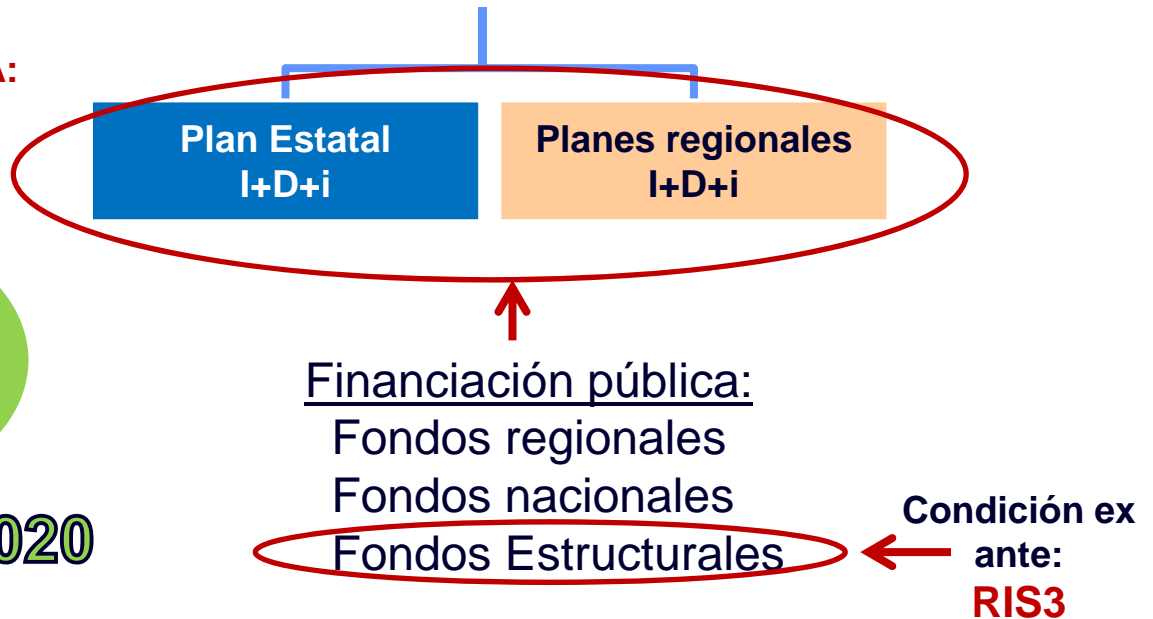 A:
Plan Estatal
I+D+i
Planes regionales
I+D+i
Financiación pública:
Fondos regionales
Fondos nacionales
Fondos Estructurales
Condición ex
ante:
RIS3
020